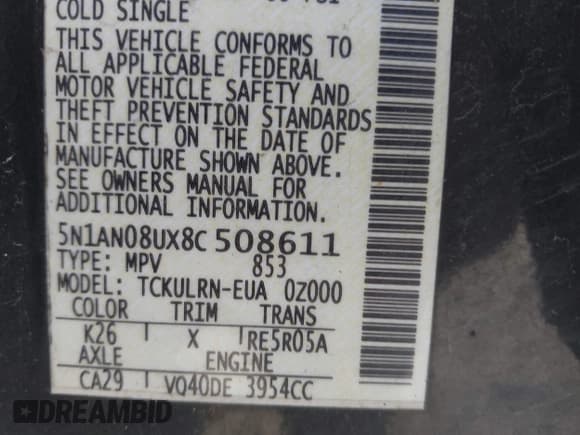 COLD SINGLE
THIS VEHICLE CONFORMS TO
ALL APPLICABLE FEDERAL
MOTOR VEHICLE SAFETY AND
THEFT PREVENTION STANDARDS
IN EFFECT ON THE DATE OF
MANUFACTURE SHOWN ABOVE.
SEE OWNERS MANUAL FOR
ADDITIONAL INFORMATION
5N1AN08UX8C 508611
TYPE: MPV 853
MODEL: TCKULRN-EUA 0Z000
COLOR TRIM TRANS
K26 X RE5R05A
AXLE ENGINE
CA29 VQ40DE 3954CC
DREAMBID